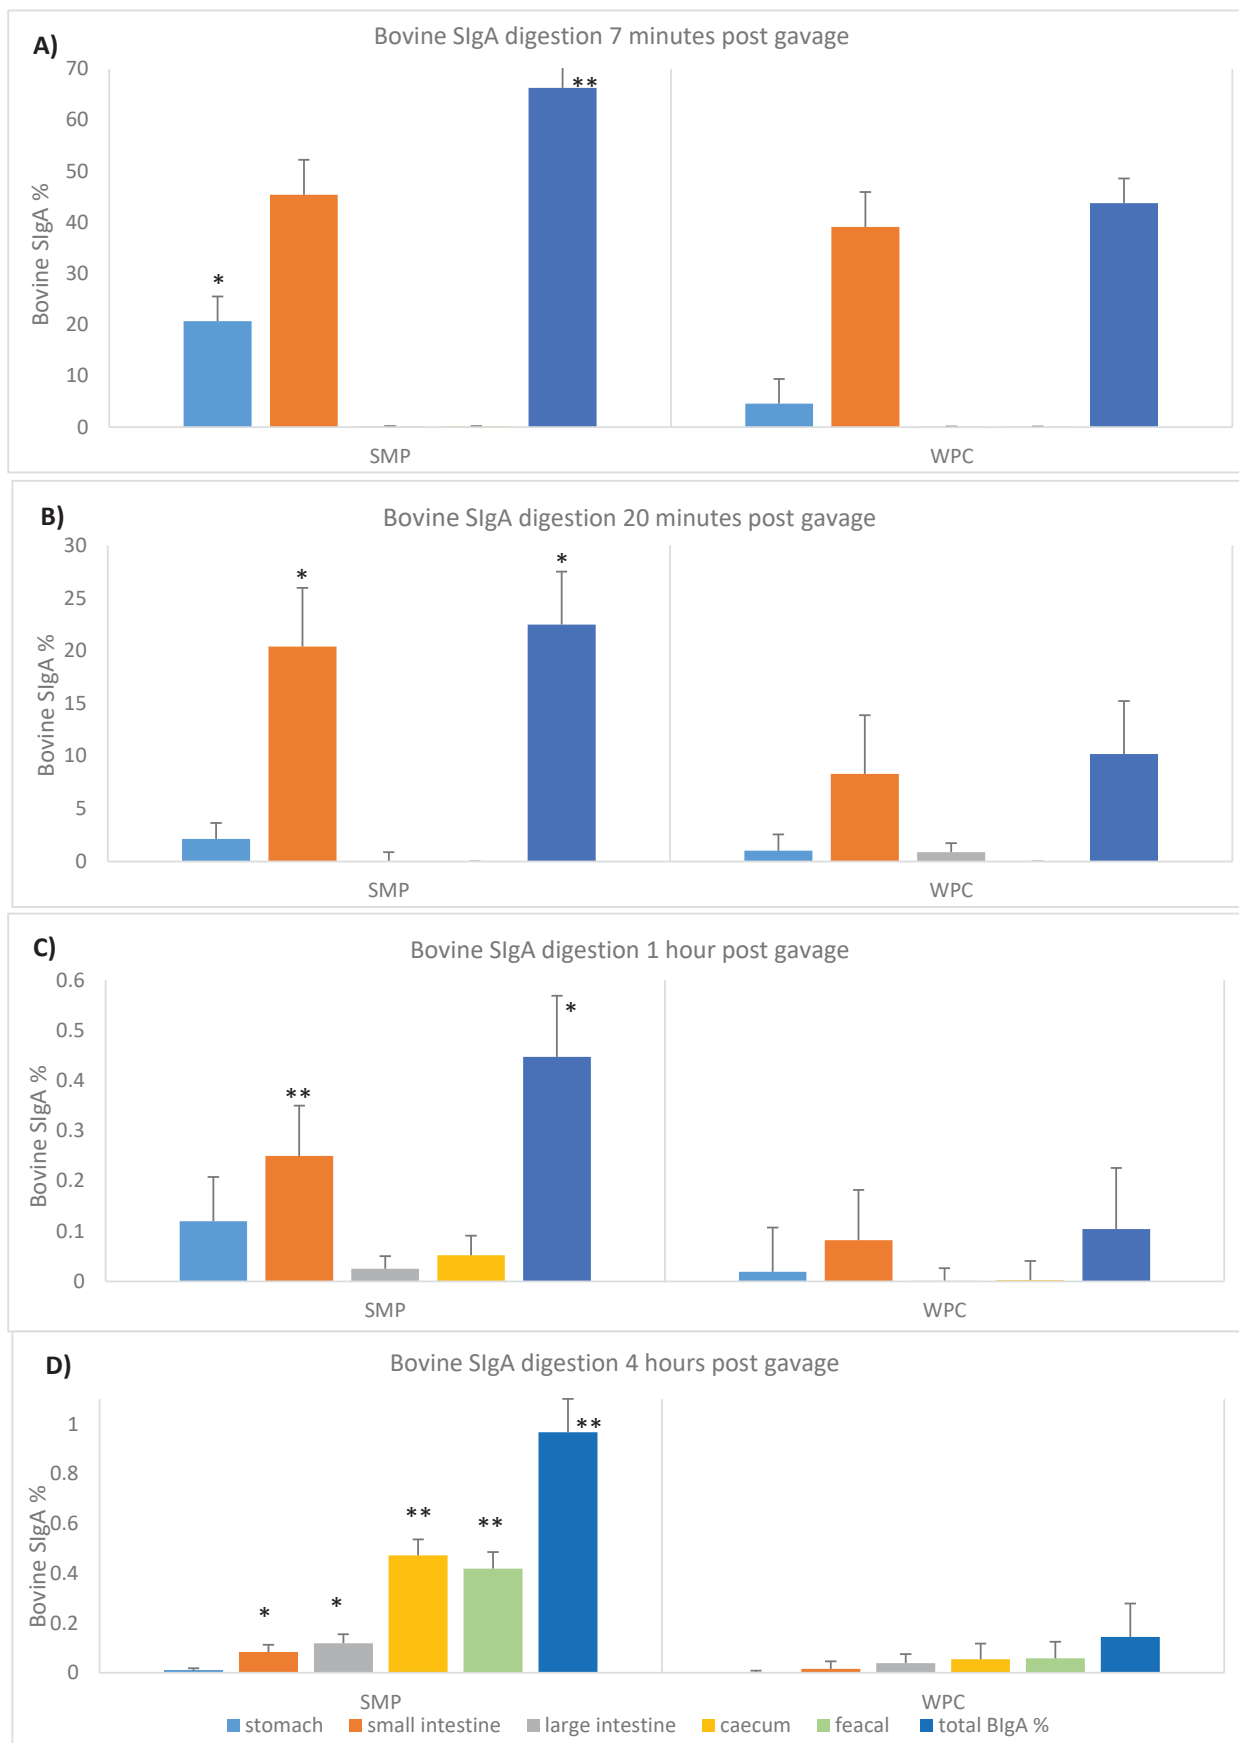 A)
Bovine SIgA digestion 7 minutes post gavage
**
70
60
50
40
30
*
20
10
0
Bovine SIgA %
SMP
WPC
B)
Bovine SIgA digestion 20 minutes post gavage
30
*
*
25
20
15
10
5
0
Bovine SIgA %
SMP
WPC
C)
Bovine SIgA digestion 1 hour post gavage
0.6
*
0.5
0.4
**
0.3
0.2
0.1
0
Bovine SIgA %
SMP
WPC
D)
Bovine SIgA digestion 4 hours post gavage
**
1
0.8
** **
0.6
0.4
* *
0.2
0
Bovine SIgA %
SMP
WPC
stomach small intestine large intestine caecum feacal total BIgA %